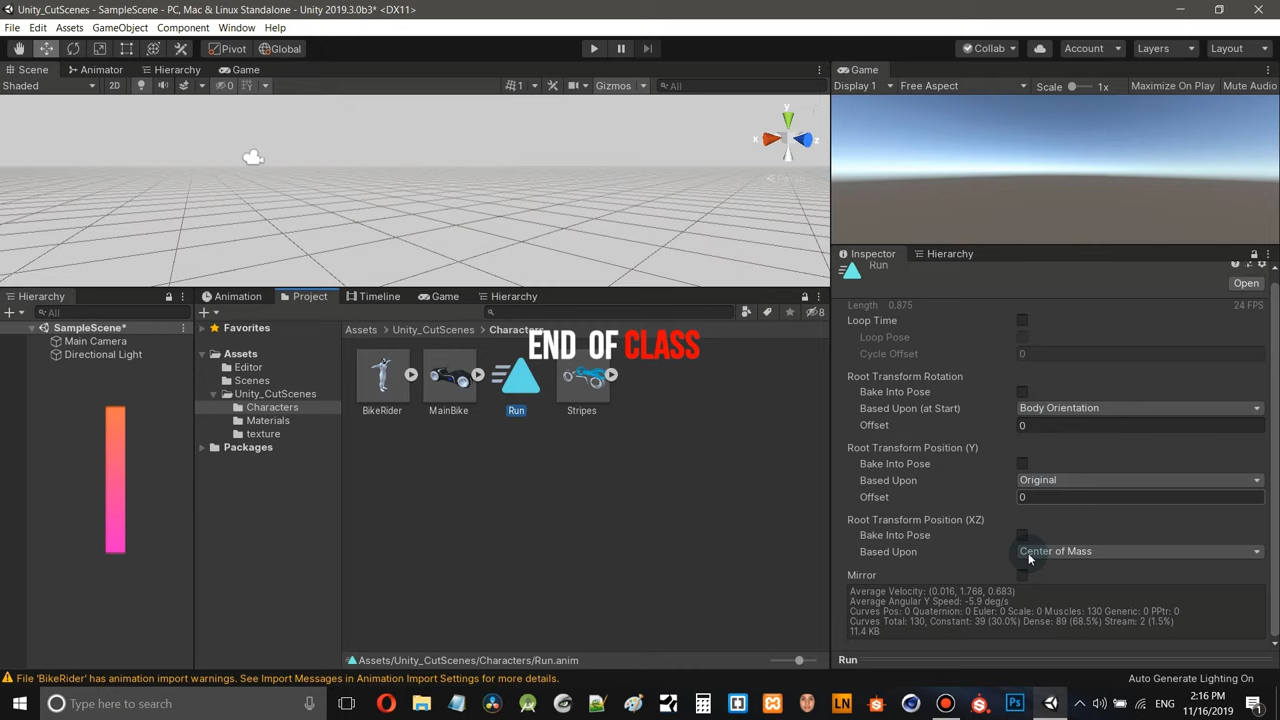 Unity_CutScenes - SampleScene - PC, Mac & Linux Standalone - Unity 2019.3.0b3* <DX11>
File Edit Assets GameObject Component Window Help
Pivot Global Collab Account Layers Layout
Scene Animator Hierarchy Game
Shaded 2D 0 1 Gizmos All
y
x
z
Persp
Game
Display 1 Free Aspect Scale 1x Maximize On Play Mute Audio
Inspector Hierarchy
Run
Open
Length 0.875 24 FPS
Loop Time
Loop Pose
Cycle Offset 0
Root Transform Rotation
Bake Into Pose
Based Upon (at Start) Body Orientation
Offset 0
Root Transform Position (Y)
Bake Into Pose
Based Upon Original
Offset 0
Root Transform Position (XZ)
Bake Into Pose
Based Upon Center of Mass
Mirror
Average Velocity: (0.016, 1.768, 0.683)
Average Angular Y Speed: -5.9 deg/s
Curves Pos: 0 Quaternion: 0 Euler: 0 Scale: 0 Muscles: 130 Generic: 0 PPtr: 0
Curves Total: 130, Constant: 39 (30.0%) Dense: 89 (68.5%) Stream: 2 (1.5%)
11.4 KB
Run
Hierarchy
All
SampleScene*
Main Camera
Directional Light
Animation Project Timeline Game Hierarchy
8
Favorites
Assets
Editor
Scenes
Unity_CutScenes
Characters
Materials
texture
Packages
Assets Unity_CutScenes Characters
END OF CLASS
BikeRider MainBike Run Stripes
Assets/Unity_CutScenes/Characters/Run.anim
File 'BikeRider' has animation import warnings. See Import Messages in Animation Import Settings for more details.
Auto Generate Lighting On
Type here to search
LN
Ps
ENG
2:16 PM
11/16/2019